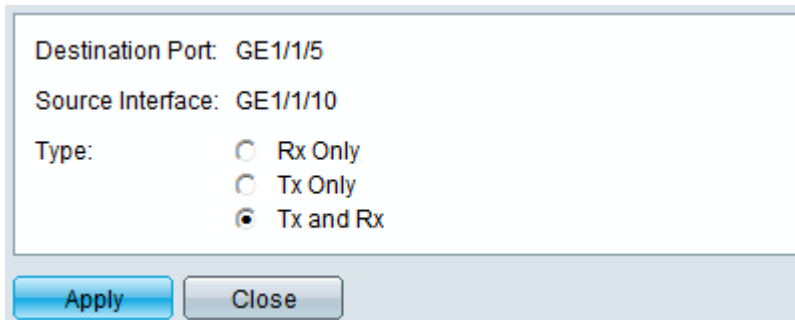 Destination Port: GE1/1/5
Source Interface: GE1/1/10
Type: Rx Only
Tx Only
Tx and Rx
Apply Close